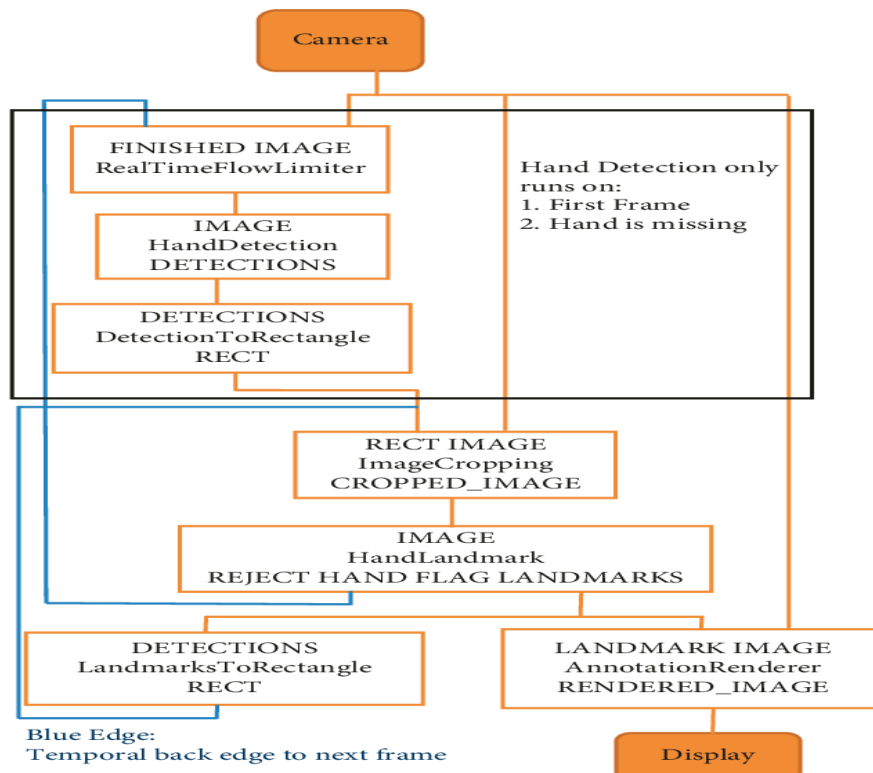 Camera
FINISHED IMAGE
RealTimeFlowLimiter
Hand Detection only
runs on:
1. First Frame
2. Hand is missing
IMAGE
HandDetection
DETECTIONS
DETECTIONS
DetectionToRectangle
RECT
RECT IMAGE
ImageCropping
CROPPED_IMAGE
IMAGE
HandLandmark
REJECT HAND FLAG LANDMARKS
DETECTIONS
LandmarksToRectangle
RECT
LANDMARK IMAGE
AnnotationRenderer
RENDERED_IMAGE
Blue Edge:
Temporal back edge to next frame
Display